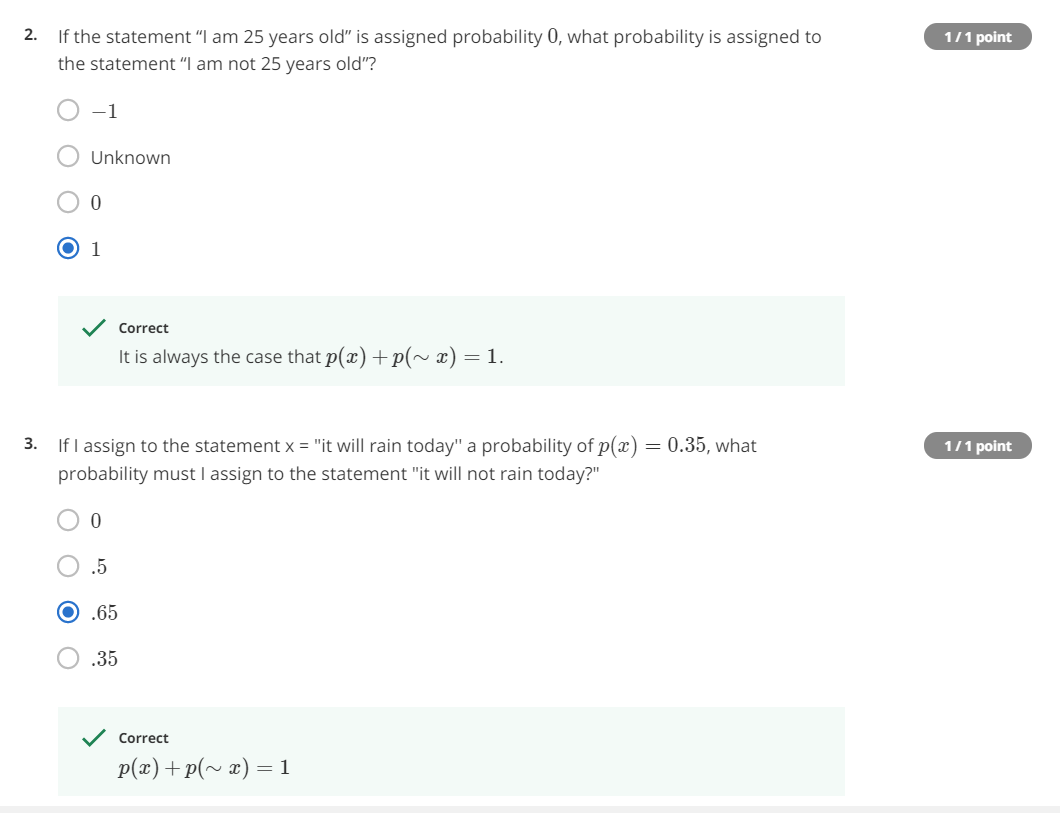 2. If the statement “I am 25 years old” is assigned probability 0, what probability is assigned to 1 / 1 point
the statement “I am not 25 years old”?
−1
Unknown
0
1
Correct
It is always the case that p(x) + p(∼ x) = 1.
3. If I assign to the statement x = "it will rain today'' a probability of p(x) = 0.35, what 1 / 1 point
probability must I assign to the statement "it will not rain today?"
0
.5
.65
.35
Correct
p(x) + p(∼ x) = 1